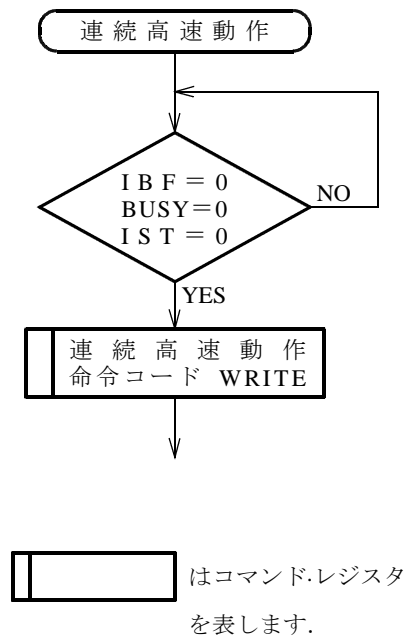 連続高速動作
IBF＝0
BUSY＝0
IST＝0
NO
YES
連続高速動作
命令コード WRITE
はコマンド·レジスタ
を表します.